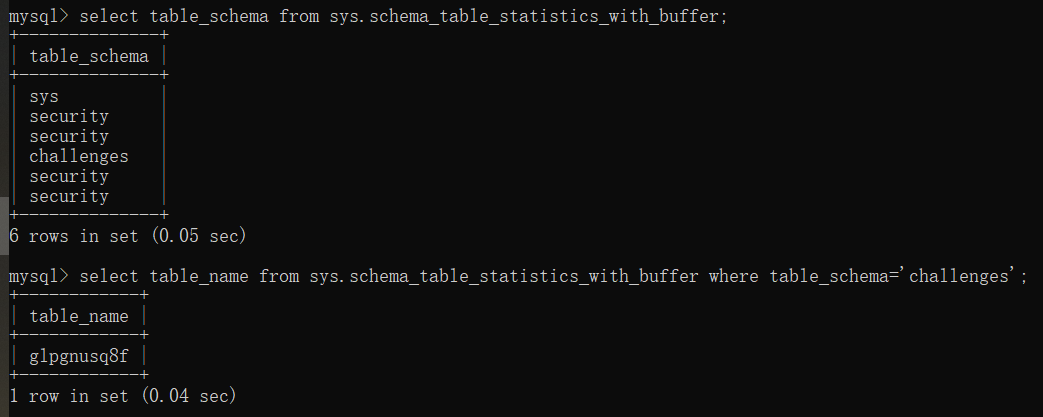 mysql> select table_schema from sys.schema_table_statistics_with_buffer;
+--------------+
| table_schema |
+--------------+
| sys          |
| security     |
| security     |
| challenges   |
| security     |
| security     |
+--------------+
6 rows in set (0.05 sec)

mysql> select table_name from sys.schema_table_statistics_with_buffer where table_schema='challenges';
+------------+
| table_name |
+------------+
| glpgnusq8f |
+------------+
1 row in set (0.04 sec)